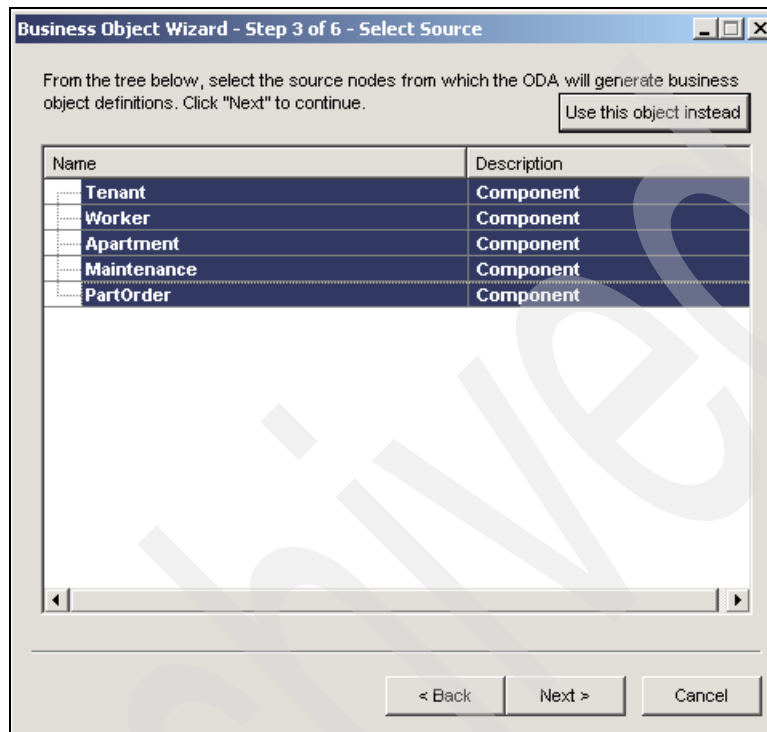 Business Object Wizard - Step 3 of 6 - Select Source
From the tree below, select the source nodes from which the ODA will generate business
object definitions. Click "Next" to continue.
Use this object instead
Name Description
Tenant Component
Worker Component
Apartment Component
Maintenance Component
PartOrder Component
< Back Next > Cancel